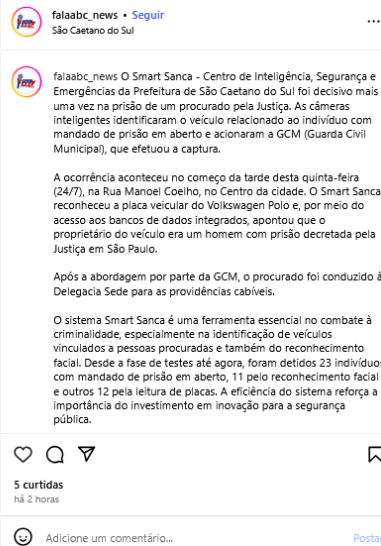 falaabc_news • Seguir
São Caetano do Sul
falaabc_news O Smart Sanca - Centro de Inteligência, Segurança e
Emergências da Prefeitura de São Caetano do Sul foi decisivo mais
uma vez na prisão de um procurado pela Justiça. As câmeras
inteligentes identificaram o veículo relacionado ao indivíduo com
mandado de prisão em aberto e acionaram a GCM (Guarda Civil
Municipal), que efetuou a captura.
A ocorrência aconteceu no começo da tarde desta quinta-feira
(24/7), na Rua Manoel Coelho, no Centro da cidade. O Smart Sanca
reconheceu a placa veicular do Volkswagen Polo e, por meio do
acesso aos bancos de dados integrados, apontou que o
proprietário do veículo era um homem com prisão decretada pela
Justiça em São Paulo.
Após a abordagem por parte da GCM, o procurado foi conduzido à
Delegacia Sede para as providências cabíveis.
O sistema Smart Sanca é uma ferramenta essencial no combate à
criminalidade, especialmente na identificação de veículos
vinculados a pessoas procuradas e também do reconhecimento
facial. Desde a fase de testes até agora, foram detidos 23 indivíduos
com mandado de prisão em aberto, 11 pelo reconhecimento facial
e outros 12 pela leitura de placas. A eficiência do sistema reforça a
importância do investimento em inovação para a segurança
pública.
5 curtidas
há 2 horas
Adicione um comentário...
Postar